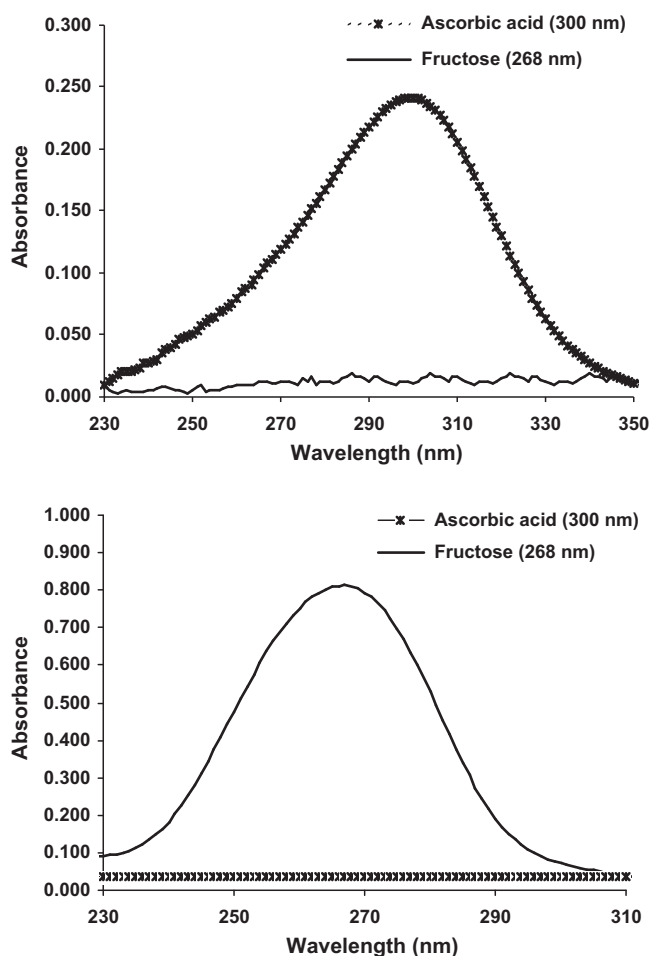 0.300
Ascorbic acid (300 nm)
Fructose (268 nm)
0.250
0.200
0.150
0.100
0.050
0.000
Absorbance
230 250 270 290 310 330 350
Wavelength (nm)
1.000
Ascorbic acid (300 nm)
0.900
Fructose (268 nm)
0.800
0.700
0.600
0.500
0.400
0.300
0.200
0.100
0.000
Absorbance
230 250 270 290 310
Wavelength (nm)